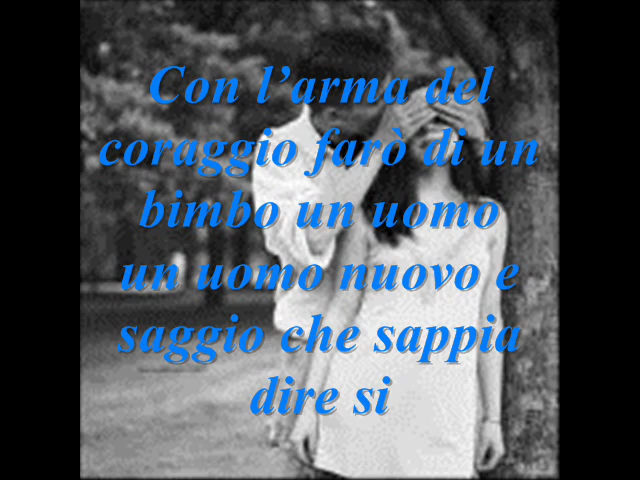 Con l’arma del
coraggio farò di un
bimbo un uomo
un uomo nuovo e
saggio che sappia
dire si